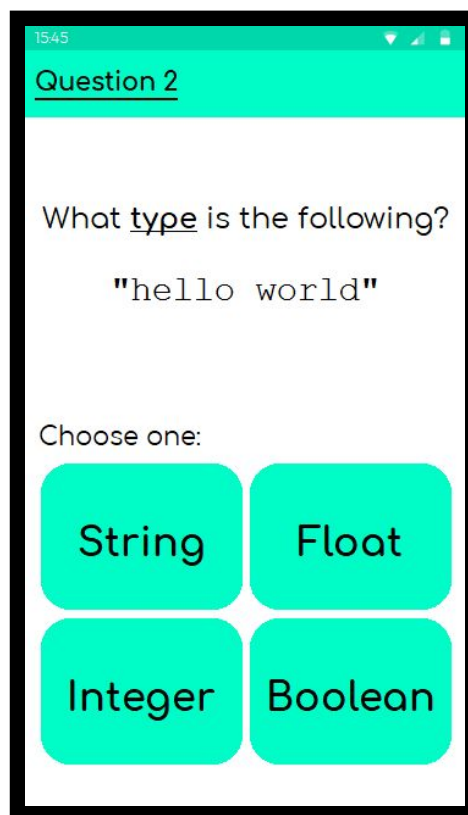 15:45
Question 2
What type is the following?
"hello world"
Choose one:
String
Float
Integer
Boolean